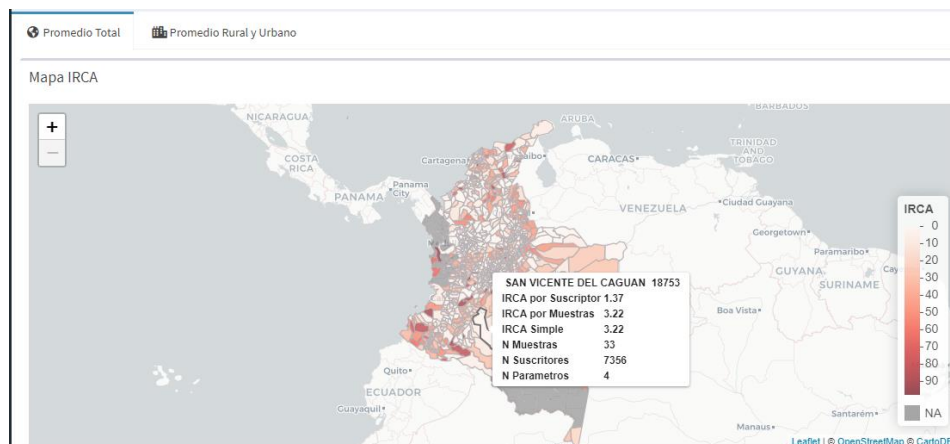 Promedio Total
Promedio Rural y Urbano
Mapa IRCA
+
−
NICARAGUA
COSTA
RICA
PANAMA
Panama
City
Cartagena
ARUBA
BARBADOS
TRINIDAD
AND
TOBAGO
CARACAS
VENEZUELA
Ciudad Guayana
Georgetown
Paramaribo
GUYANA
SURINAME
Boa Vista
Quito
ECUADOR
Guayaquil
Manaus
Santarém
SAN VICENTE DEL CAGUAN 18753
IRCA por Suscriptor 1.37
IRCA por Muestras 3.22
IRCA Simple 3.22
N Muestras 33
N Suscritores 7356
N Parametros 4
IRCA
0
10
20
30
40
50
60
70
80
90
NA
Leaflet | © OpenStreetMap © CartoDB